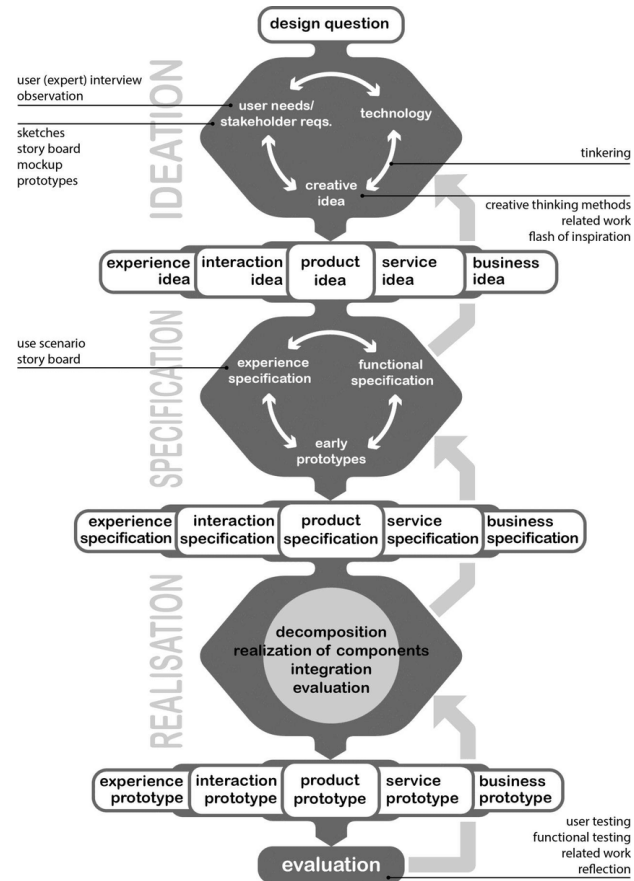 design question
IDEATION
user (expert) interview
observation
sketches
story board
mockup
prototypes
user needs/
stakeholder reqs.
technology
creative
idea
tinkering
creative thinking methods
related work
flash of inspiration
experience
idea
interaction
idea
product
idea
service
idea
business
idea
SPECIFICATION
use scenario
story board
experience
specification
functional
specification
early
prototypes
experience
specification
interaction
specification
product
specification
service
specification
business
specification
REALISATION
decomposition
realization of components
integration
evaluation
experience
prototype
interaction
prototype
product
prototype
service
prototype
business
prototype
evaluation
user testing
functional testing
related work
reflection